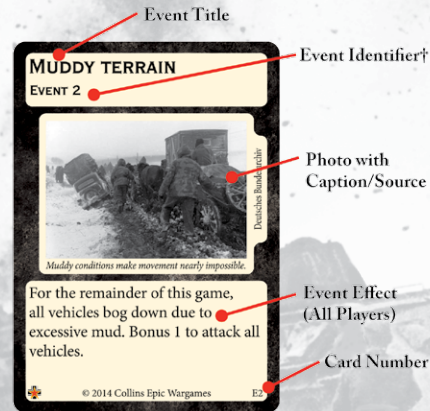 Event Title
MUDDY TERRAIN
EVENT 2
Event Identifier†
Deutsches Bundesarchiv
Photo with
Caption/Source
Muddy conditions make movement nearly impossible.
For the remainder of this game,
all vehicles bog down due to
excessive mud. Bonus 1 to attack all
vehicles.
Event Effect
(All Players)
Card Number
© 2014 Collins Epic Wargames
E2